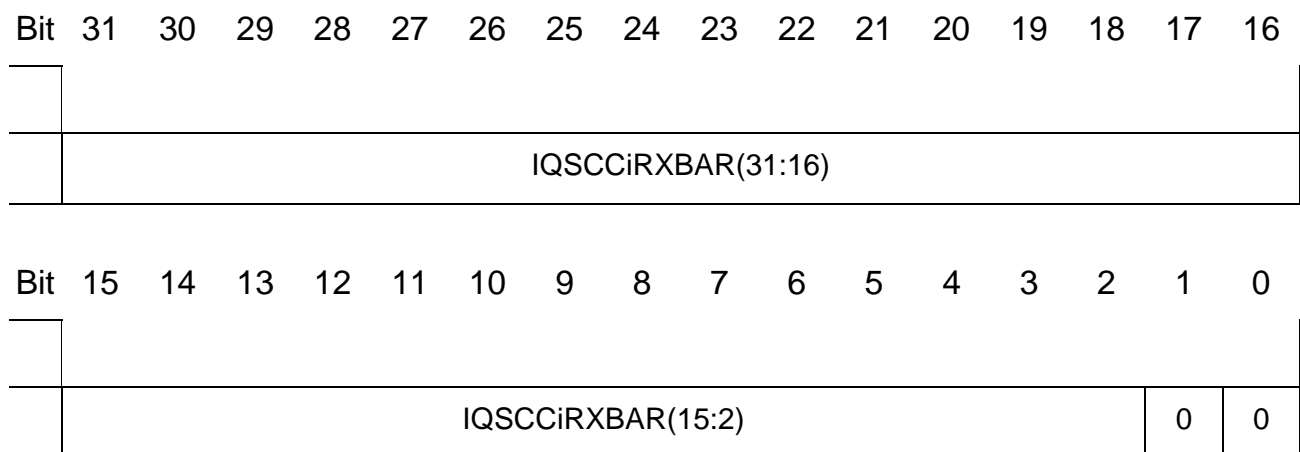 Bit 31 30 29 28 27 26 25 24 23 22 21 20 19 18 17 16
IQSCCiRXBAR(31:16)
Bit 15 14 13 12 11 10 9 8 7 6 5 4 3 2 1 0
IQSCCiRXBAR(15:2) 0 0